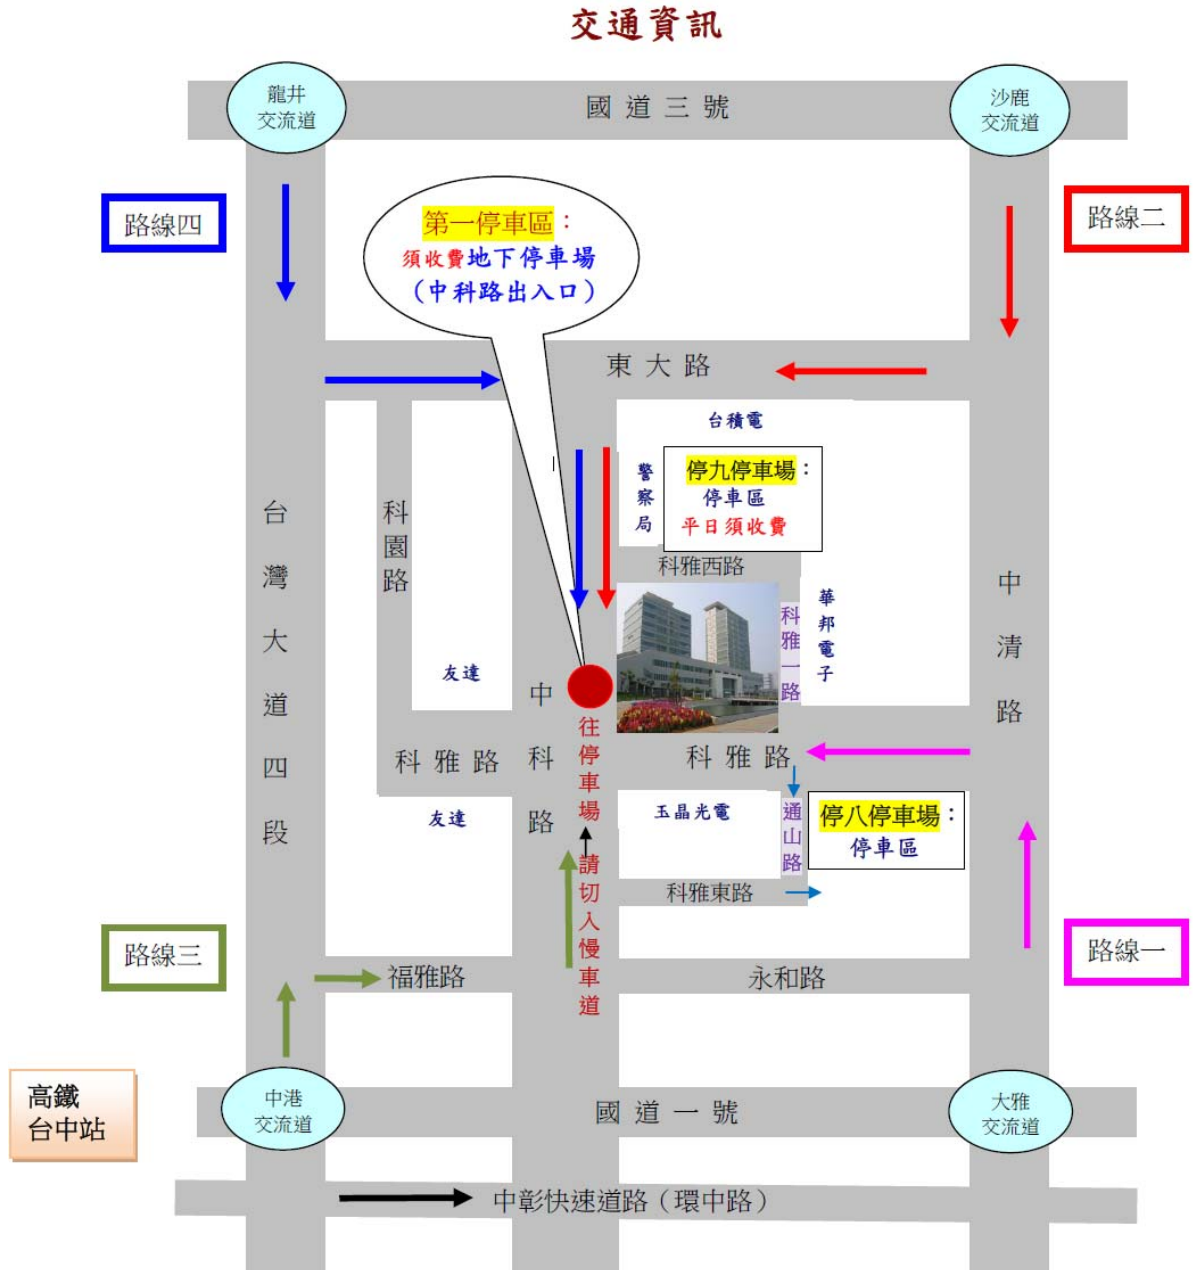 交通資訊
龍井
交流道
國道三號
沙鹿
交流道
路線四
路線二
第一停車區：
須收費地下停車場
（中科路出入口）
東大路
台積電
警察局
停九停車場：
停車區
平日須收費
科雅西路
科園路
台灣大道四段
中清路
科雅一路
華邦電子
友達
中科路
往停車場
請切入慢車道
科雅路
科雅路
友達
玉晶光電
通山路
停八停車場：
停車區
科雅東路
路線三
路線一
福雅路
永和路
高鐵
台中站
中港
交流道
國道一號
大雅
交流道
中彰快速道路（環中路）